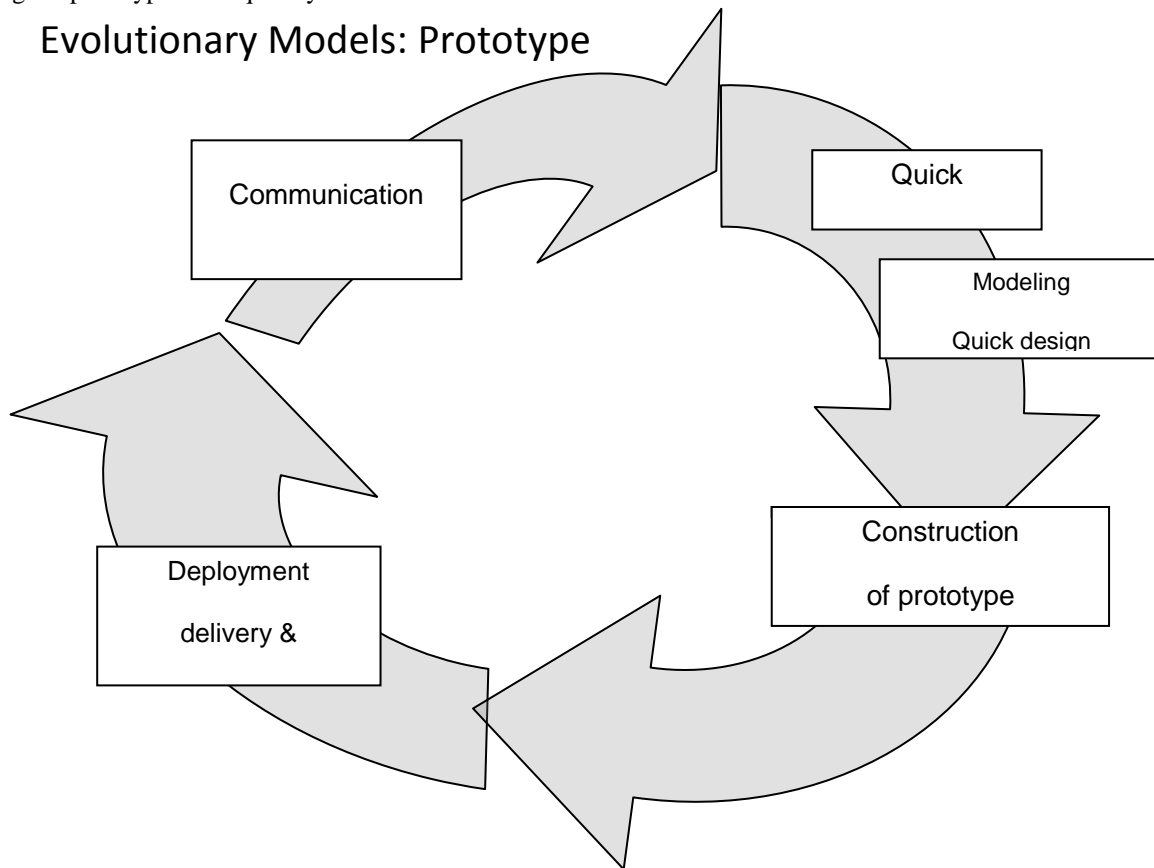 Evolutionary Models: Prototype
Communication
Quick
Modeling
Quick design
Construction
of prototype
Deployment
delivery &